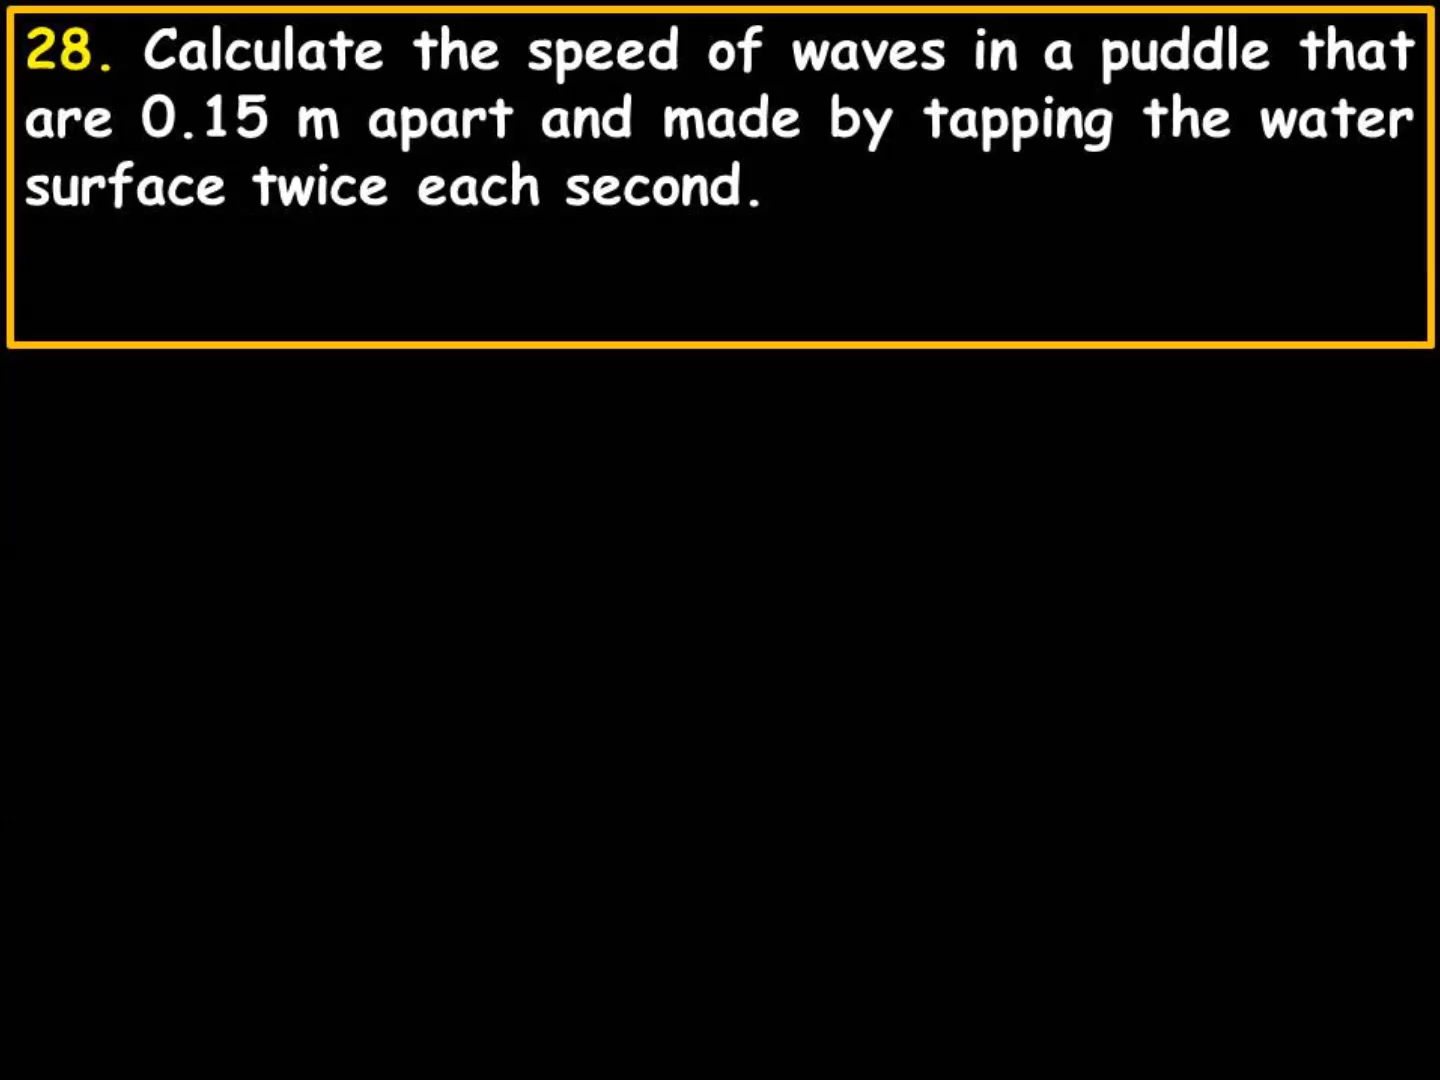 28. Calculate the speed of waves in a puddle that
are 0.15 m apart and made by tapping the water
surface twice each second.